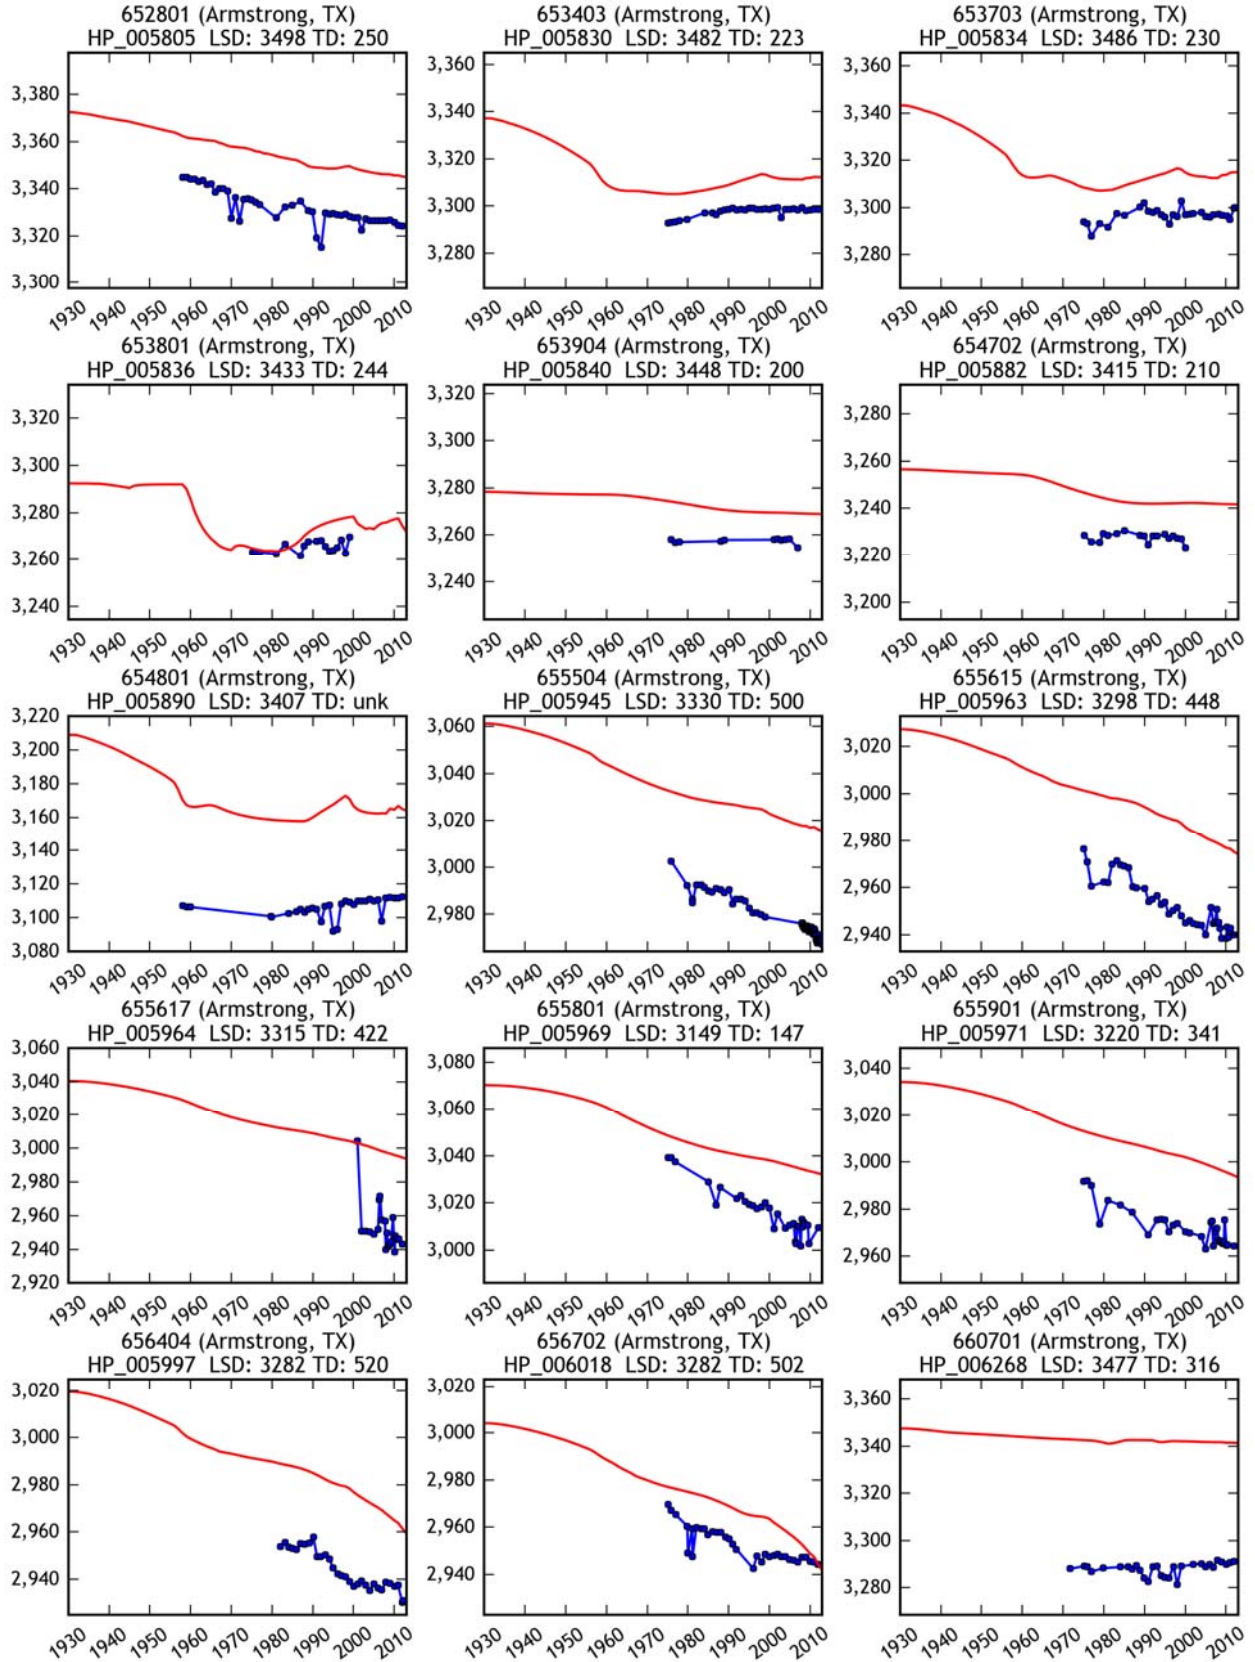 652801 (Armstrong, TX)
HP_005805 LSD: 3498 TD: 250
3,380
3,360
3,340
3,320
3,300
1930 1940 1950 1960 1970 1980 1990 2000 2010
653403 (Armstrong, TX)
HP_005830 LSD: 3482 TD: 223
3,360
3,340
3,320
3,300
3,280
1930 1940 1950 1960 1970 1980 1990 2000 2010
653703 (Armstrong, TX)
HP_005834 LSD: 3486 TD: 230
3,360
3,340
3,320
3,300
3,280
1930 1940 1950 1960 1970 1980 1990 2000 2010
653801 (Armstrong, TX)
HP_005836 LSD: 3433 TD: 244
3,320
3,300
3,280
3,260
3,240
1930 1940 1950 1960 1970 1980 1990 2000 2010
653904 (Armstrong, TX)
HP_005840 LSD: 3448 TD: 200
3,320
3,300
3,280
3,260
3,240
1930 1940 1950 1960 1970 1980 1990 2000 2010
654702 (Armstrong, TX)
HP_005882 LSD: 3415 TD: 210
3,280
3,260
3,240
3,220
3,200
1930 1940 1950 1960 1970 1980 1990 2000 2010
654801 (Armstrong, TX)
HP_005890 LSD: 3407 TD: unk
3,220
3,200
3,180
3,160
3,140
3,120
3,100
3,080
1930 1940 1950 1960 1970 1980 1990 2000 2010
655504 (Armstrong, TX)
HP_005945 LSD: 3330 TD: 500
3,060
3,040
3,020
3,000
2,980
1930 1940 1950 1960 1970 1980 1990 2000 2010
655615 (Armstrong, TX)
HP_005963 LSD: 3298 TD: 448
3,020
3,000
2,980
2,960
2,940
1930 1940 1950 1960 1970 1980 1990 2000 2010
655617 (Armstrong, TX)
HP_005964 LSD: 3315 TD: 422
3,060
3,040
3,020
3,000
2,980
2,960
2,940
2,920
1930 1940 1950 1960 1970 1980 1990 2000 2010
655801 (Armstrong, TX)
HP_005969 LSD: 3149 TD: 147
3,080
3,060
3,040
3,020
3,000
1930 1940 1950 1960 1970 1980 1990 2000 2010
655901 (Armstrong, TX)
HP_005971 LSD: 3220 TD: 341
3,040
3,020
3,000
2,980
2,960
1930 1940 1950 1960 1970 1980 1990 2000 2010
656404 (Armstrong, TX)
HP_005997 LSD: 3282 TD: 520
3,020
3,000
2,980
2,960
2,940
1930 1940 1950 1960 1970 1980 1990 2000 2010
656702 (Armstrong, TX)
HP_006018 LSD: 3282 TD: 502
3,020
3,000
2,980
2,960
2,940
1930 1940 1950 1960 1970 1980 1990 2000 2010
660701 (Armstrong, TX)
HP_006268 LSD: 3477 TD: 316
3,360
3,340
3,320
3,300
3,280
1930 1940 1950 1960 1970 1980 1990 2000 2010